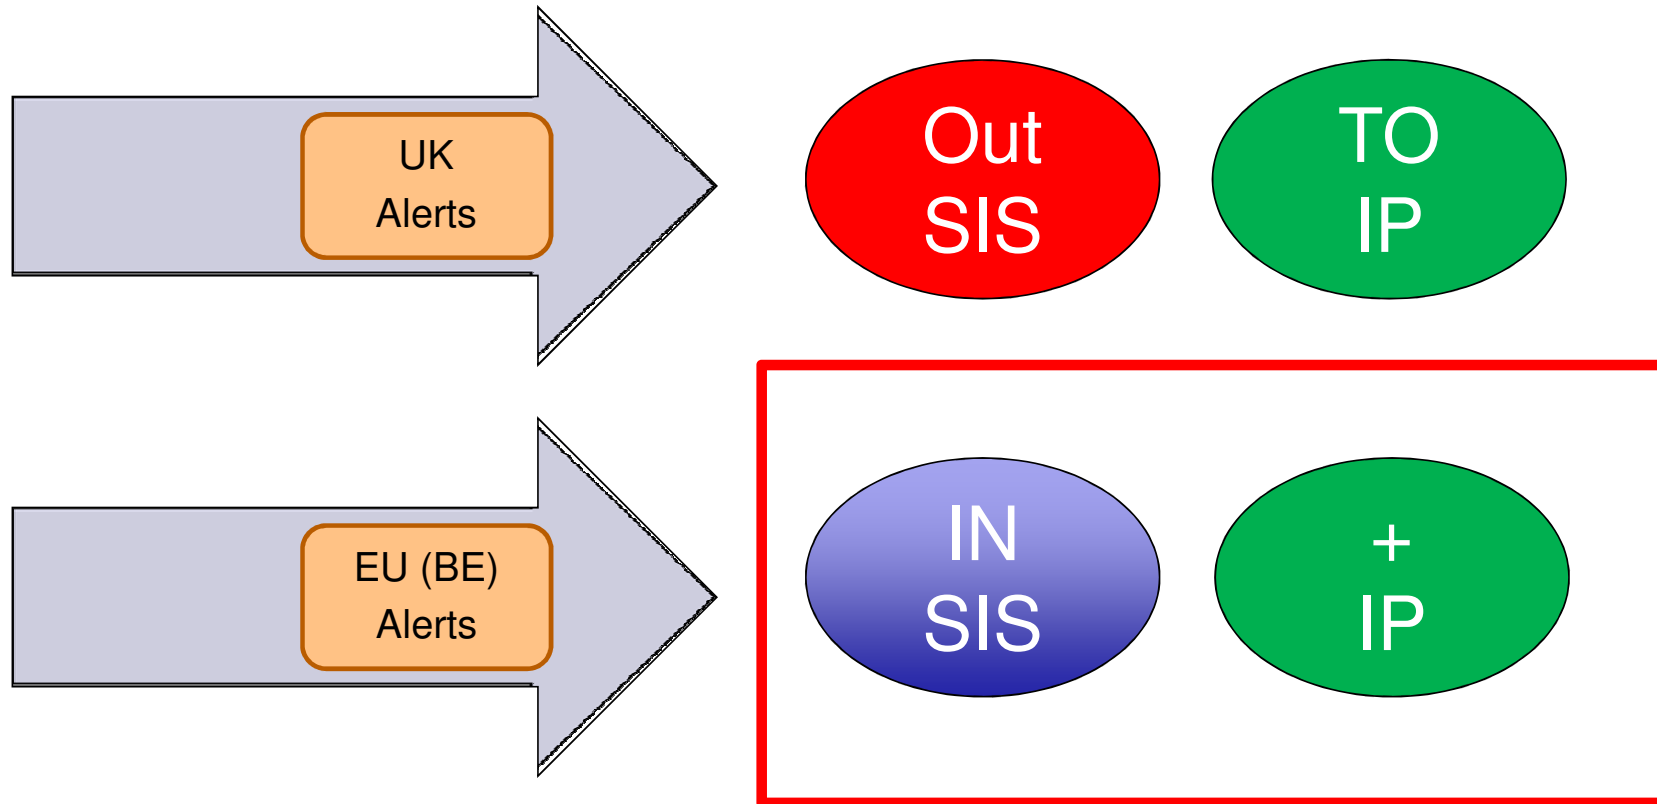 UK
Alerts
Out
SIS
TO
IP
EU (BE)
Alerts
IN
SIS
+
IP